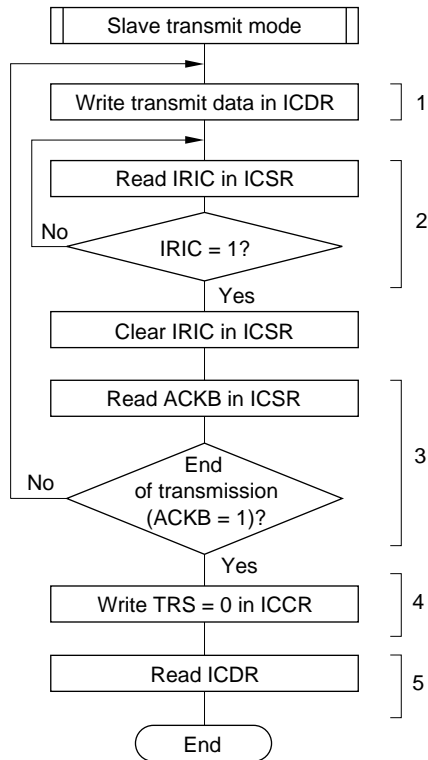 Slave transmit mode
Write transmit data in ICDR
1
Read IRIC in ICSR
2
No
IRIC = 1?
Yes
Clear IRIC in ICSR
Read ACKB in ICSR
3
End
of transmission
(ACKB = 1)?
No
Yes
Write TRS = 0 in ICCR
4
Read ICDR
5
End